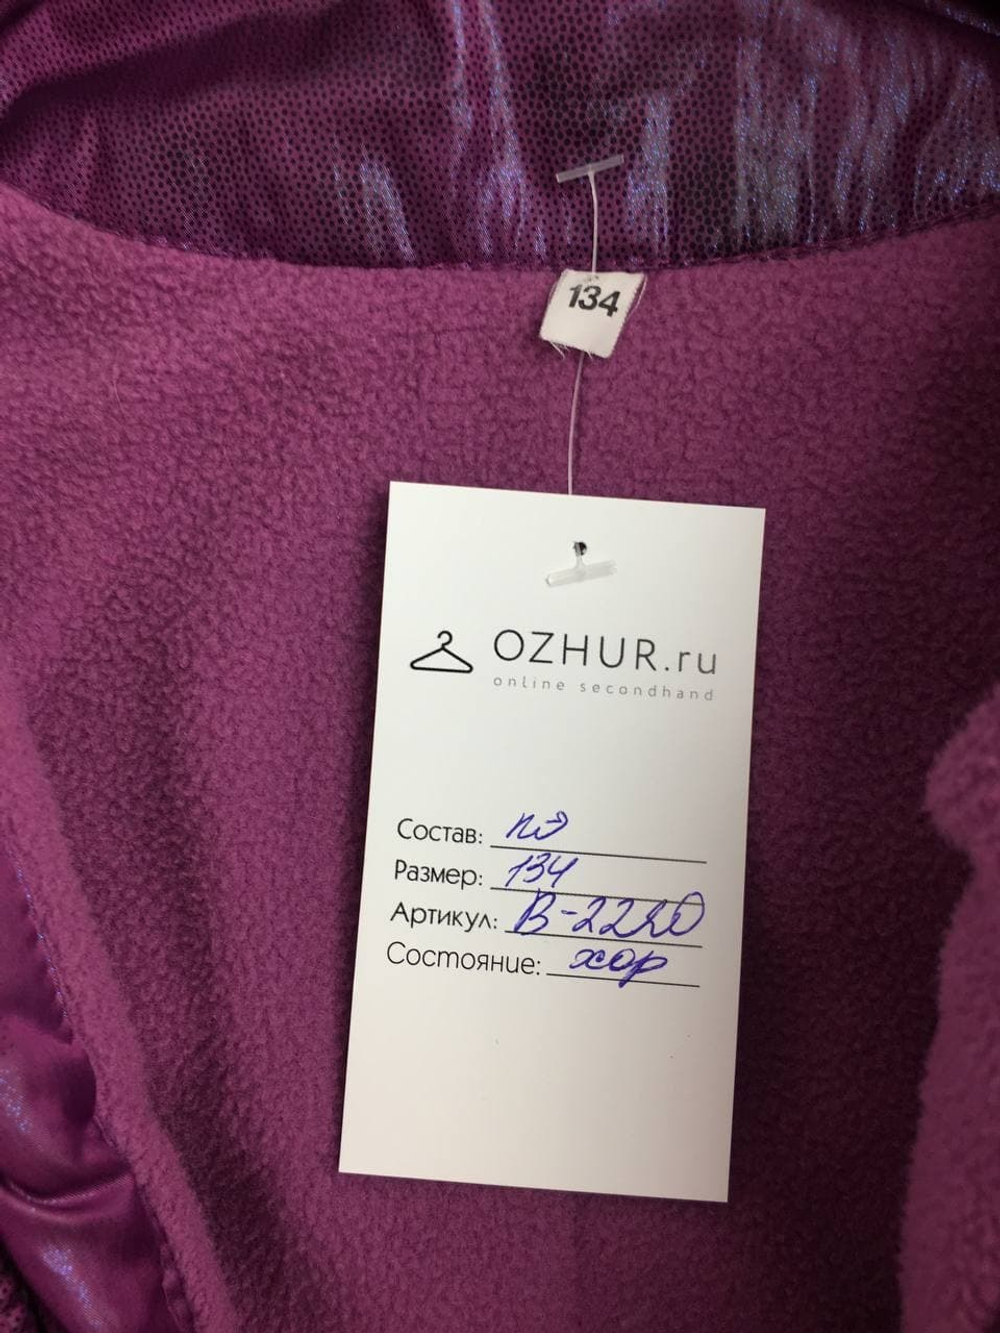 134
OZHUR.ru
online secondhand
Состав: пэ
Размер: 134
Артикул: В-2220
Состояние: хор